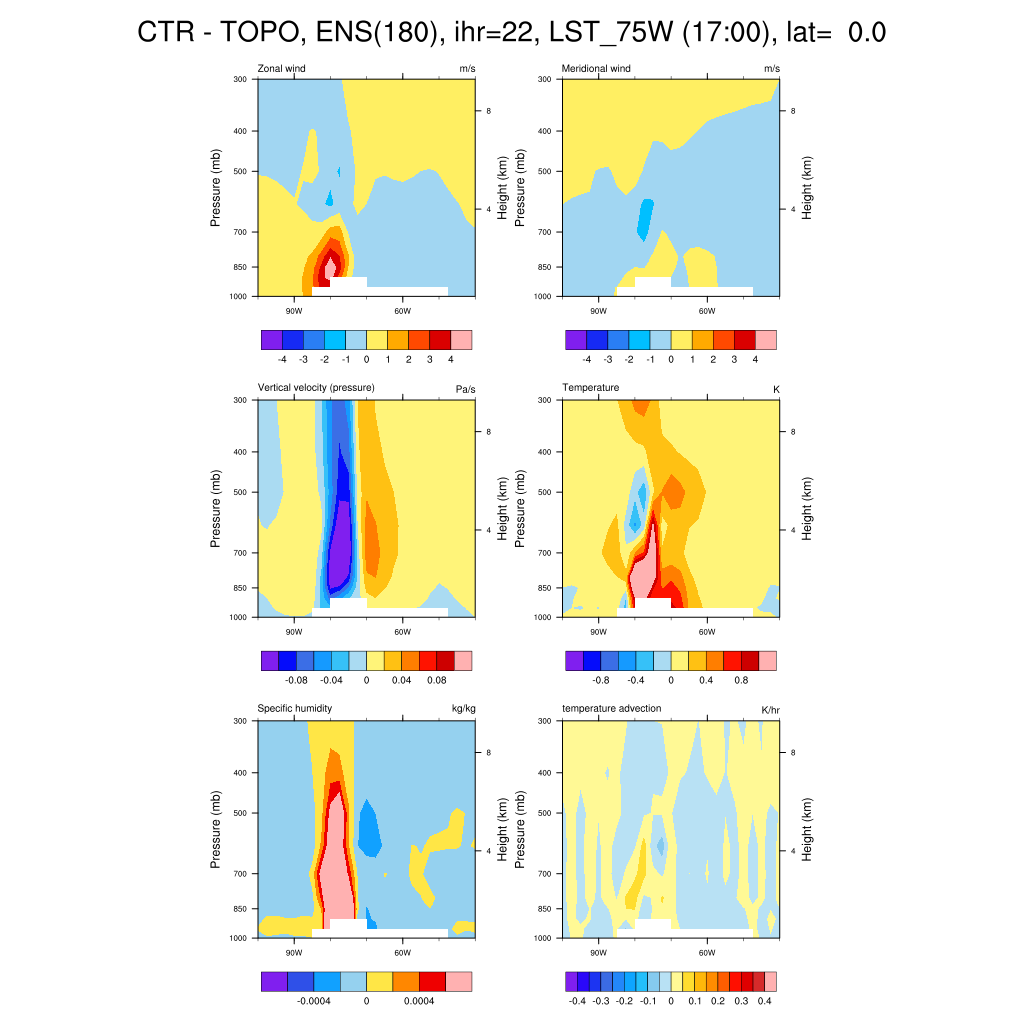 CTR - TOPO, ENS(180), ihr=22, LST_75W (17:00), lat= 0.0
Zonal wind m/s
300
400
500
700
850
1000
Pressure (mb)
8
4
Height (km)
90W 60W
-4 -3 -2 -1 0 1 2 3 4
Meridional wind m/s
300
400
500
700
850
1000
Pressure (mb)
8
4
Height (km)
90W 60W
-4 -3 -2 -1 0 1 2 3 4
Vertical velocity (pressure) Pa/s
300
400
500
700
850
1000
Pressure (mb)
8
4
Height (km)
90W 60W
-0.08 -0.04 0 0.04 0.08
Temperature K
300
400
500
700
850
1000
Pressure (mb)
8
4
Height (km)
90W 60W
-0.8 -0.4 0 0.4 0.8
Specific humidity kg/kg
300
400
500
700
850
1000
Pressure (mb)
8
4
Height (km)
90W 60W
-0.0004 0 0.0004
temperature advection K/hr
300
400
500
700
850
1000
Pressure (mb)
8
4
Height (km)
90W 60W
-0.4 -0.3 -0.2 -0.1 0 0.1 0.2 0.3 0.4